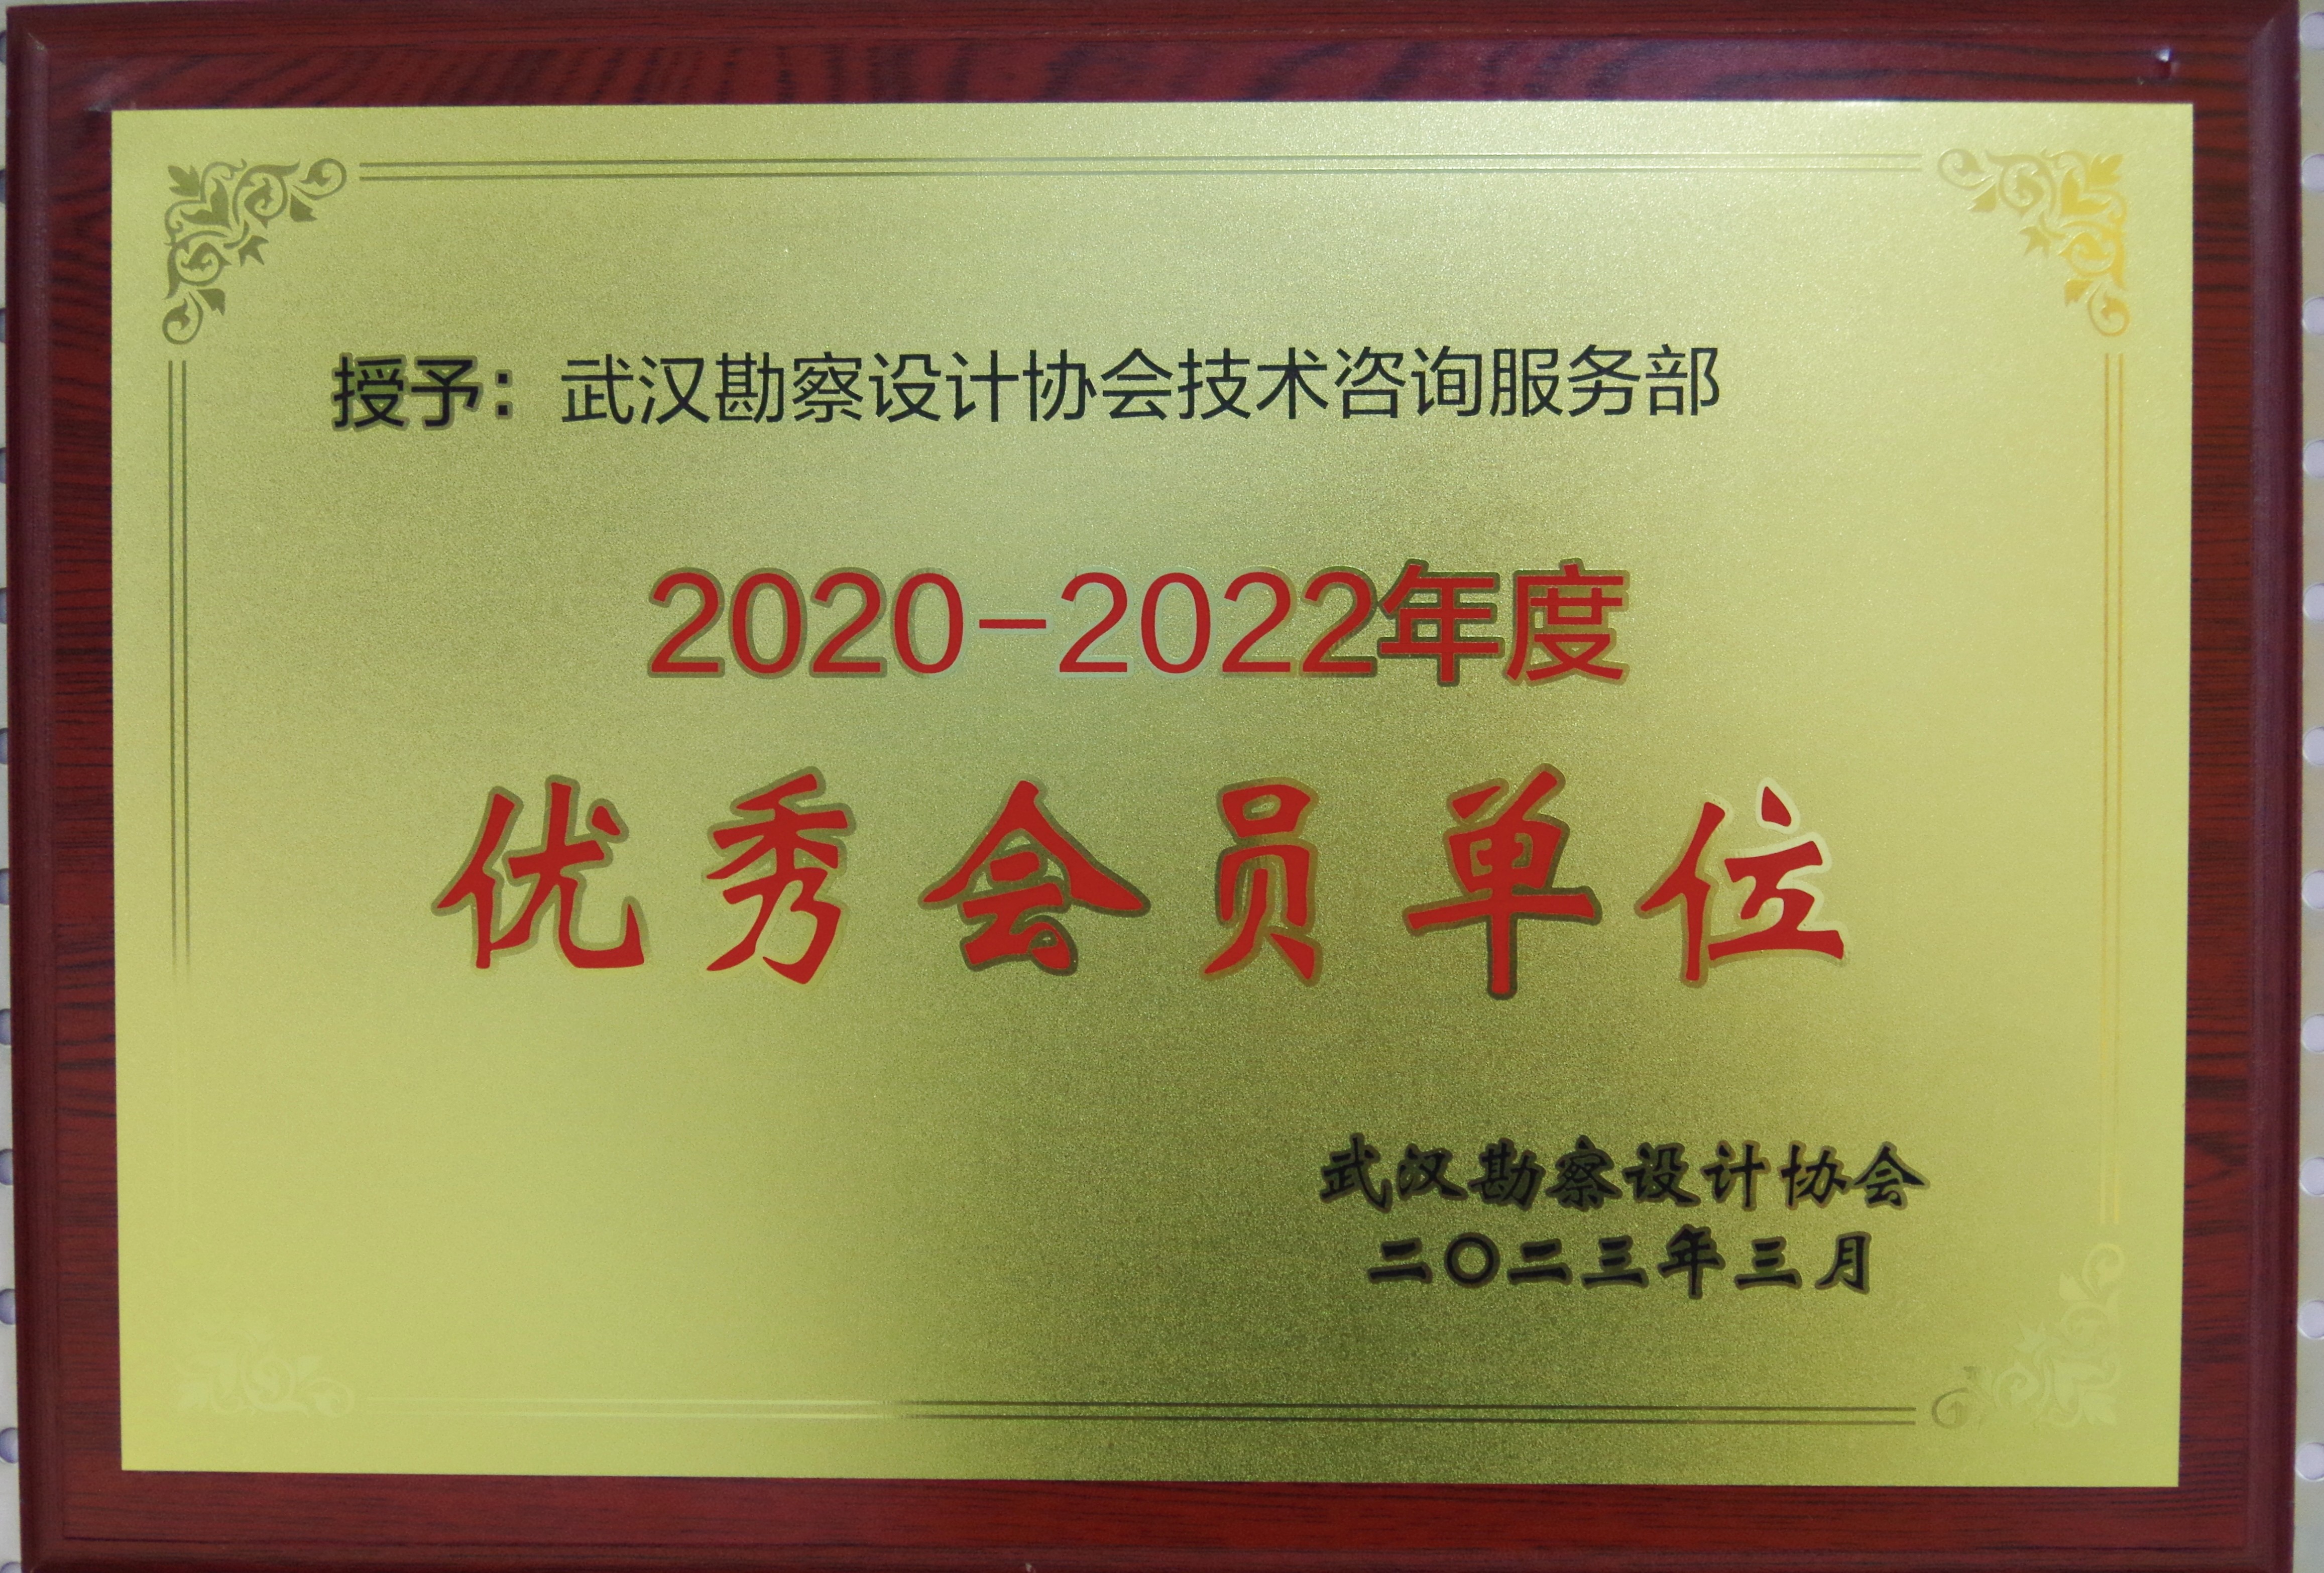 授予：武汉勘察设计协会技术咨询服务部
2020-2022年度
优秀会员单位
武汉勘察设计协会
二〇二三年三月